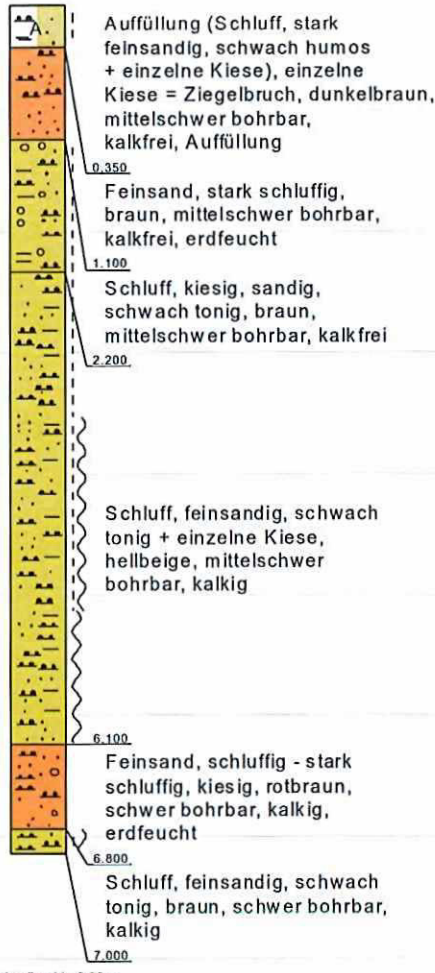 A
Auffüllung (Schluff, stark
feinsandig, schwach humos
+ einzelne Kiese), einzelne
Kiese = Ziegelbruch, dunkelbraun,
mittelschwer bohrbar,
kalkfrei, Auffüllung
0.350
Feinsand, stark schluffig,
braun, mittelschwer bohrbar,
kalkfrei, erdfeucht
1.100
Schluff, kiesig, sandig,
schwach tonig, braun,
mittelschwer bohrbar, kalkfrei
2.200
Schluff, feinsandig, schwach
tonig + einzelne Kiese,
hellbeige, mittelschwer
bohrbar, kalkig
6.100
Feinsand, schluffig - stark
schluffig, kiesig, rotbraun,
schwer bohrbar, kalkig,
erdfeucht
6.800
Schluff, feinsandig, schwach
tonig, braun, schwer bohrbar,
kalkig
7.000